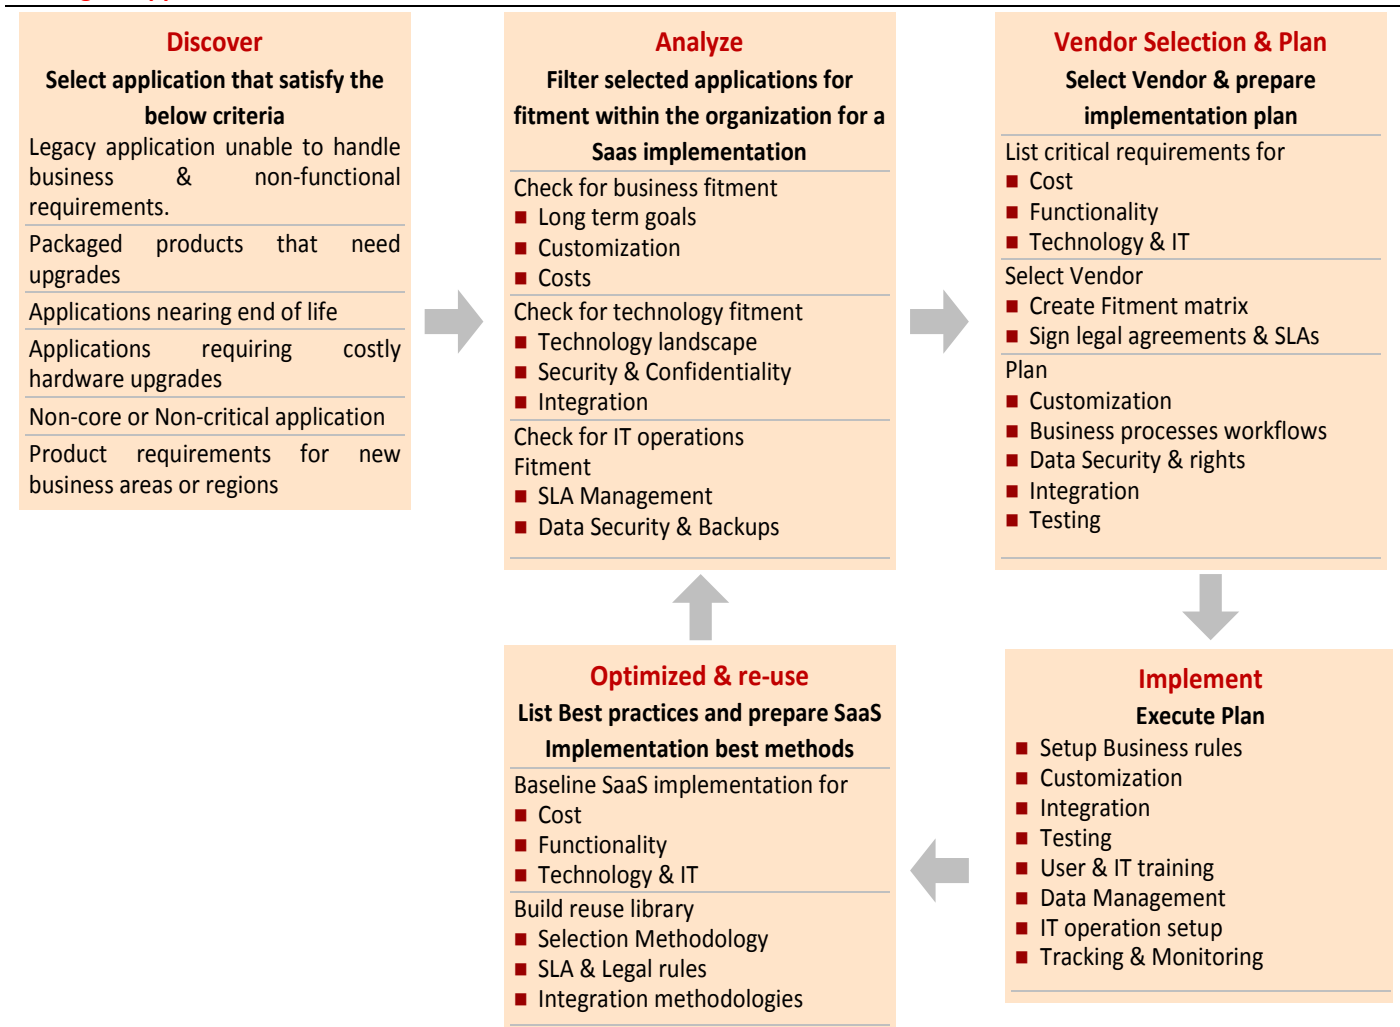 Discover
Select application that satisfy the
below criteria
Legacy application unable to handle
business & non-functional
requirements.
Packaged products that need
upgrades
Applications nearing end of life
Applications requiring costly
hardware upgrades
Non-core or Non-critical application
Product requirements for new
business areas or regions
Analyze
Filter selected applications for
fitment within the organization for a
Saas implementation
Check for business fitment
Long term goals
Customization
Costs
Check for technology fitment
Technology landscape
Security & Confidentiality
Integration
Check for IT operations
Fitment
SLA Management
Data Security & Backups
Vendor Selection & Plan
Select Vendor & prepare
implementation plan
List critical requirements for
Cost
Functionality
Technology & IT
Select Vendor
Create Fitment matrix
Sign legal agreements & SLAs
Plan
Customization
Business processes workflows
Data Security & rights
Integration
Testing
Implement
Execute Plan
Setup Business rules
Customization
Integration
Testing
User & IT training
Data Management
IT operation setup
Tracking & Monitoring
Optimized & re-use
List Best practices and prepare SaaS
Implementation best methods
Baseline SaaS implementation for
Cost
Functionality
Technology & IT
Build reuse library
Selection Methodology
SLA & Legal rules
Integration methodologies